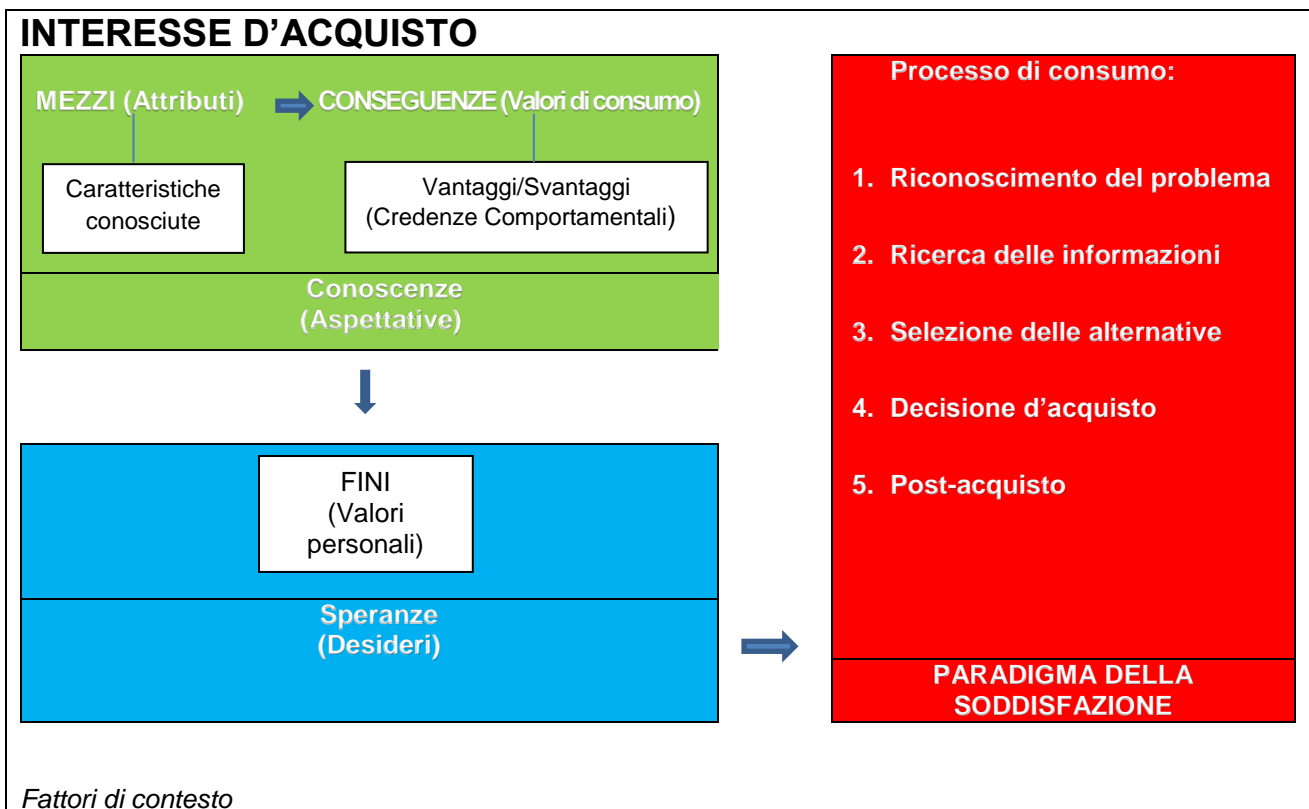 INTERESSE D'ACQUISTO
MEZZI (Attributi)
CONSEGUENZE (Valori di consumo)
Caratteristiche
conosciute
Vantaggi/Svantaggi
(Credenze Comportamentali)
Conoscenze
(Aspettative)
FINI
(Valori
personali)
Speranze
(Desideri)
Processo di consumo:
1. Riconoscimento del problema
2. Ricerca delle informazioni
3. Selezione delle alternative
4. Decisione d'acquisto
5. Post-acquisto
PARADIGMA DELLA
SODDISFAZIONE
Fattori di contesto